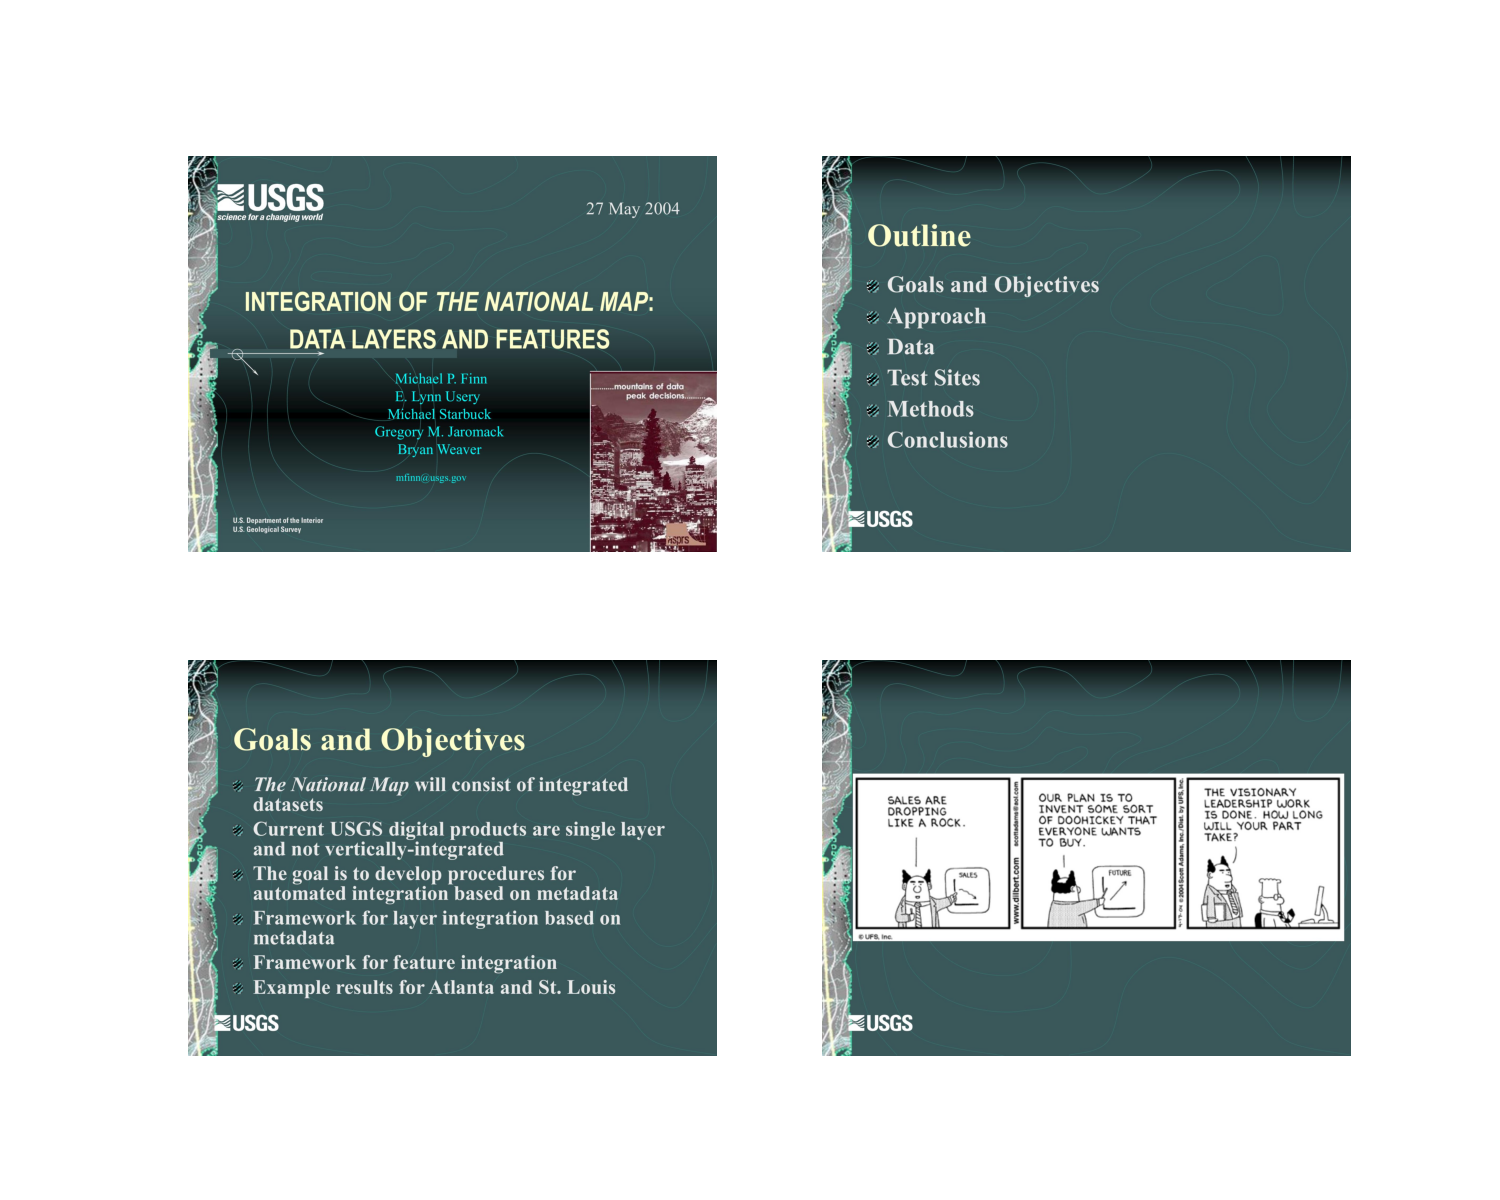 USGS
science for a changing world
27 May 2004
INTEGRATION OF THE NATIONAL MAP:
DATA LAYERS AND FEATURES
Michael P. Finn
E. Lynn Usery
Michael Starbuck
Gregory M. Jaromack
Bryan Weaver
mfinn@usgs.gov
............mountains of data
peak decisions..........
asprs
U.S. Department of the Interior
U.S. Geological Survey
Outline
Goals and Objectives
Approach
Data
Test Sites
Methods
Conclusions
USGS
Goals and Objectives
The National Map will consist of integrated
datasets
Current USGS digital products are single layer
and not vertically-integrated
The goal is to develop procedures for
automated integration based on metadata
Framework for layer integration based on
metadata
Framework for feature integration
Example results for Atlanta and St. Louis
USGS
SALES ARE
DROPPING
LIKE A ROCK.
SALES
www.dilbert.com scottadams@aol.com
OUR PLAN IS TO
INVENT SOME SORT
OF DOOHICKEY THAT
EVERYONE WANTS
TO BUY.
FUTURE
©2004 Scott Adams, Inc./Dist. by UFS, Inc.
THE VISIONARY
LEADERSHIP WORK
IS DONE. HOW LONG
WILL YOUR PART
TAKE?
© UFS, Inc.
USGS